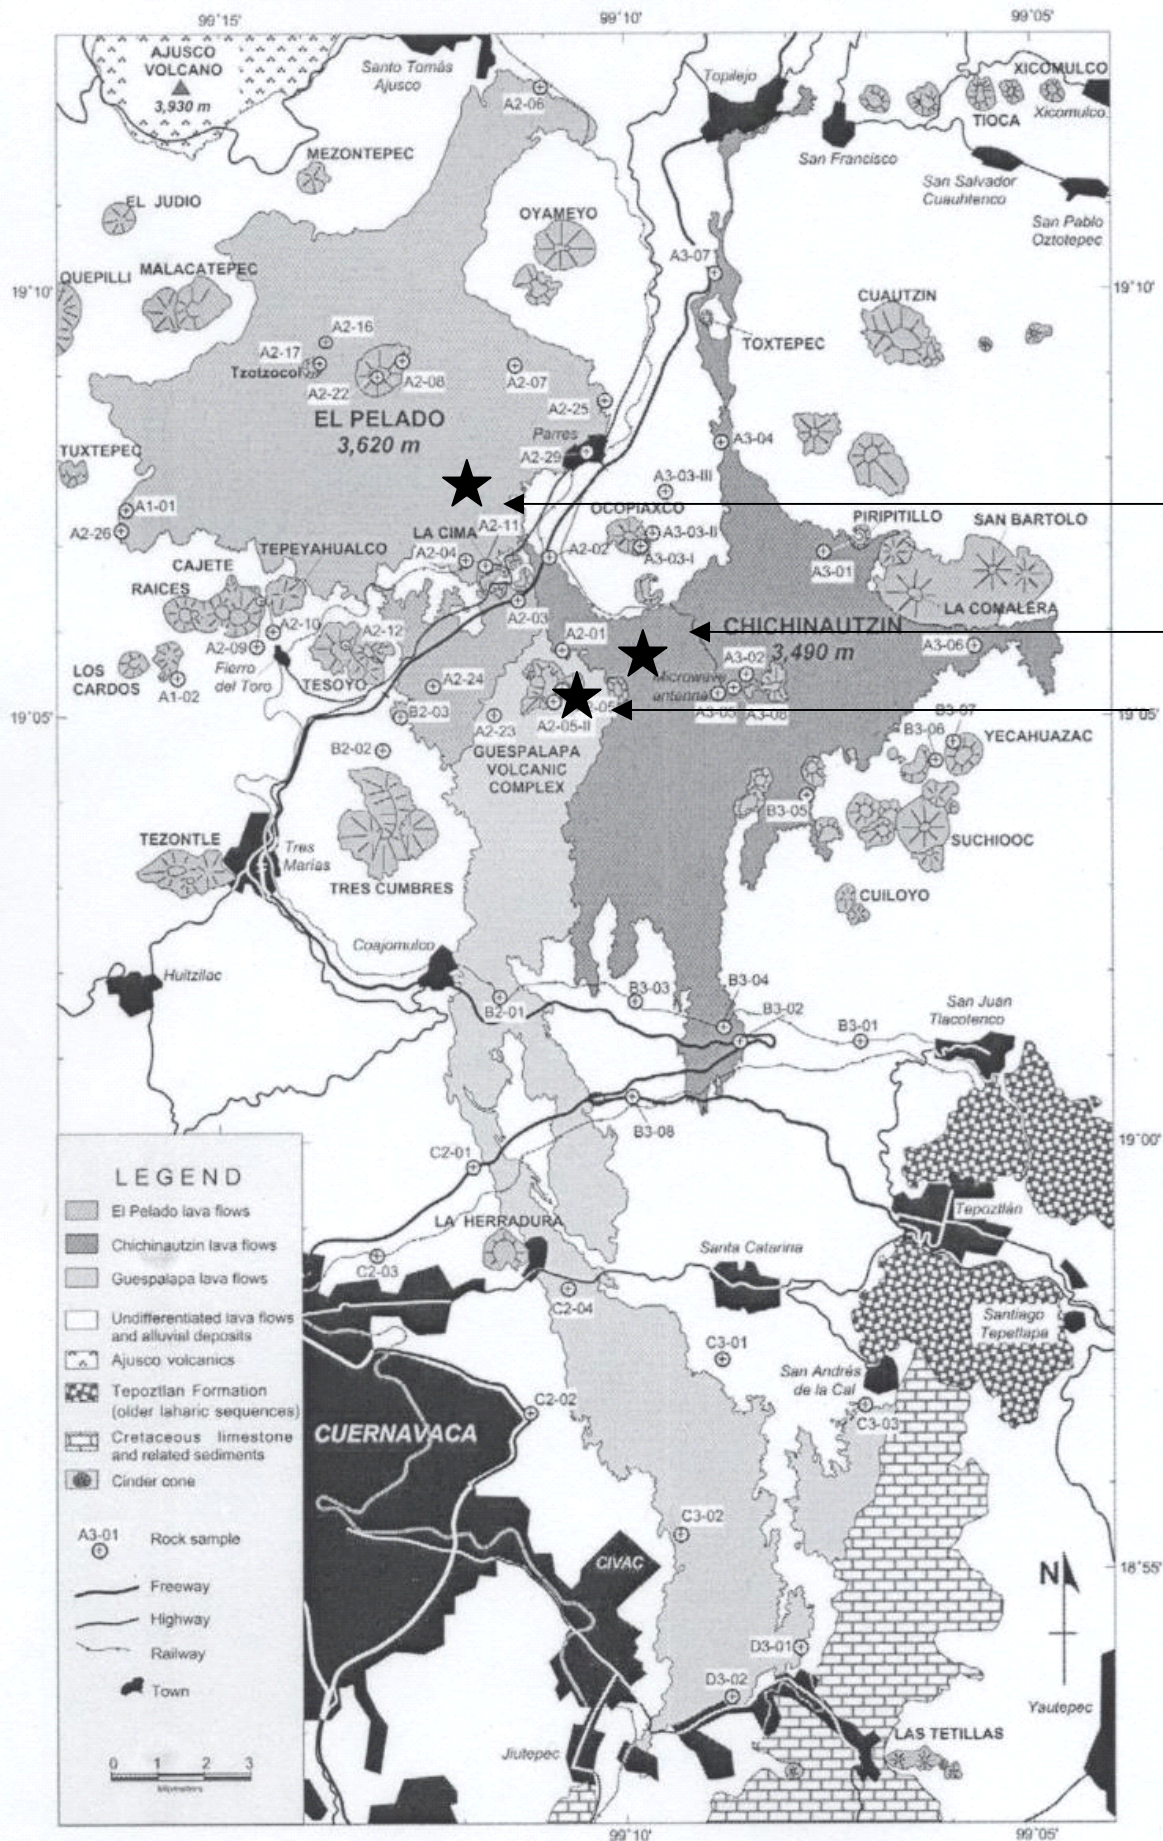 99°15'
99°10'
99°05'
AJUSCO
VOLCANO
3,930 m
Santo Tomás
Ajusco
A2-06
Topilejo
XICOMULCO
Xicomulco
TIOCA
San Francisco
San Salvador
Cuauhtenco
San Pablo
Oztotepec
MEZONTEPEC
EL JUDIO
OYAMEYO
QUEPILLI
MALACATEPEC
A3-07
19°10'
19°10'
CUAUTZIN
TOXTEPEC
A2-16
A2-17
Tzotzocol
A2-22
A2-08
A2-07
A2-25
EL PELADO
3,620 m
Parres
A2-29
A3-04
TUXTEPEC
A1-01
A2-26
A3-03-III
OCOPIAXCO
A3-03-II
A3-03-I
PIRIPITILLO
SAN BARTOLO
A3-01
LA COMALERA
LA CIMA
A2-11
A2-04
A2-02
TEPEYAHUALCO
CAJETE
RAICES
A2-03
CHICHINAUTZIN
3,490 m
A3-06
A2-10
A2-12
A2-09
Fierro
del Toro
LOS
CARDOS
A1-02
TESOYO
A2-01
A3-02
Microwave
antenna
A3-05
A3-08
A2-24
19°05'
19°05'
B2-03
A2-23
A2-05-II
B2-02
GUESPALAPA
VOLCANIC
COMPLEX
B3-07
B3-06
YECAHUAZAC
B3-05
SUCHIOOC
TEZONTLE
Tres
Marías
TRES CUMBRES
CUILOYO
Coajomulco
Huitzilac
B2-01
B3-03
B3-04
B3-02
B3-01
San Juan
Tlacotenco
B3-08
19°00'
C2-01
LA HERRADURA
C2-03
C2-04
Santa Catarina
Tepoztlán
Santiago
Tepetlapa
C3-01
San Andrés
de la Cal
C3-03
C2-02
CUERNAVACA
C3-02
CIVAC
18°55'
N
D3-01
D3-02
Yautepec
LAS TETILLAS
Jiutepec
LEGEND
El Pelado lava flows
Chichinautzin lava flows
Guespalapa lava flows
Undifferentiated lava flows
and alluvial deposits
Ajusco volcanics
Tepoztlan Formation
(older laharic sequences)
Cretaceous limestone
and related sediments
Cinder cone
A3-01
Rock sample
Freeway
Highway
Railway
Town
0 1 2 3
kilometers
99°10'
99°05'